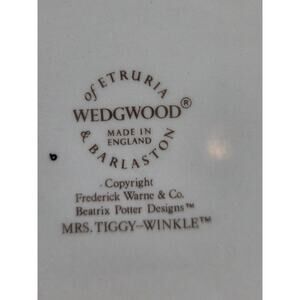 of ETRURIA
WEDGWOOD®
MADE IN
ENGLAND
& BARLASTON
Copyright
Frederick Warne & Co.
Beatrix Potter Designs™
MRS. TIGGY-WINKLE™